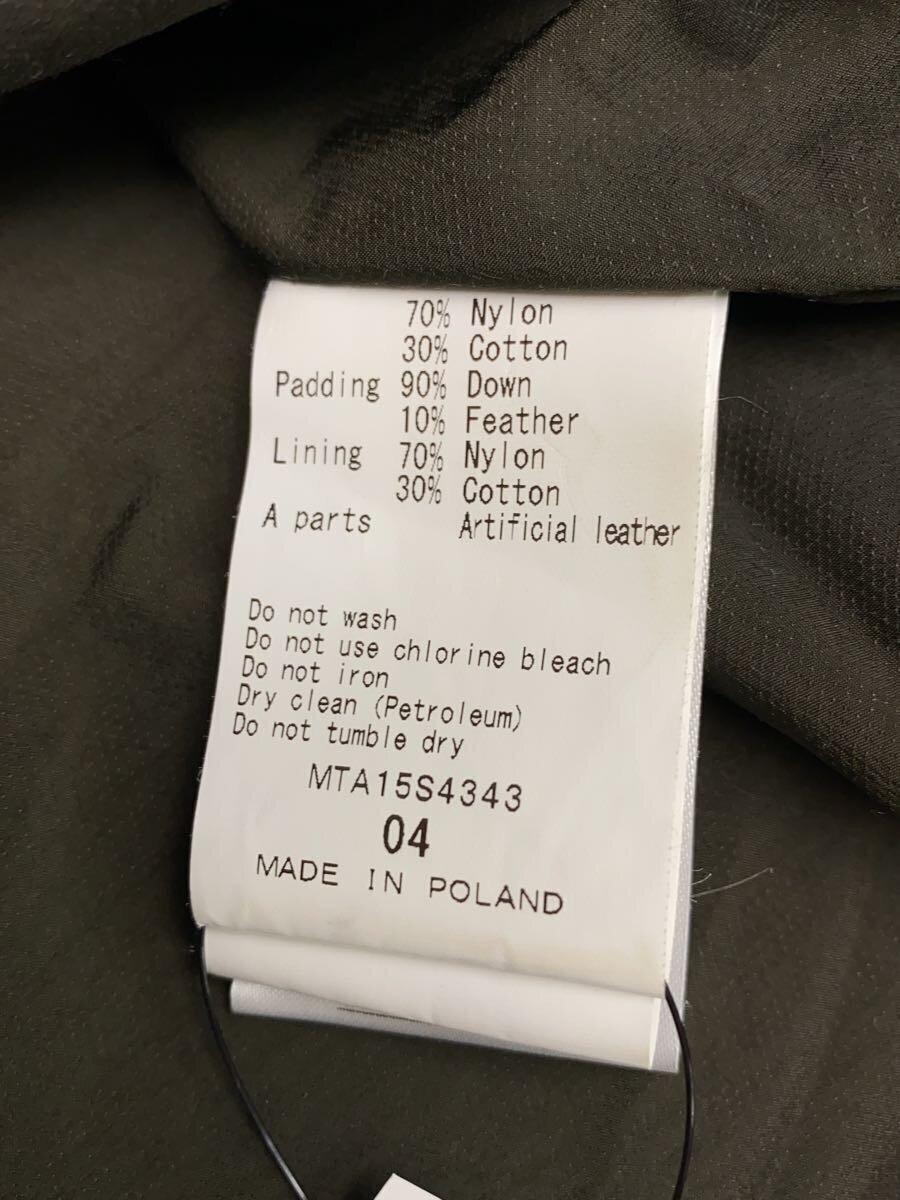 70% Nylon
30% Cotton
Padding 90% Down
10% Feather
Lining 70% Nylon
30% Cotton
A parts Artificial leather
Do not wash
Do not use chlorine bleach
Do not iron
Dry clean (Petroleum)
Do not tumble dry
MTA15S4343
04
MADE IN POLAND